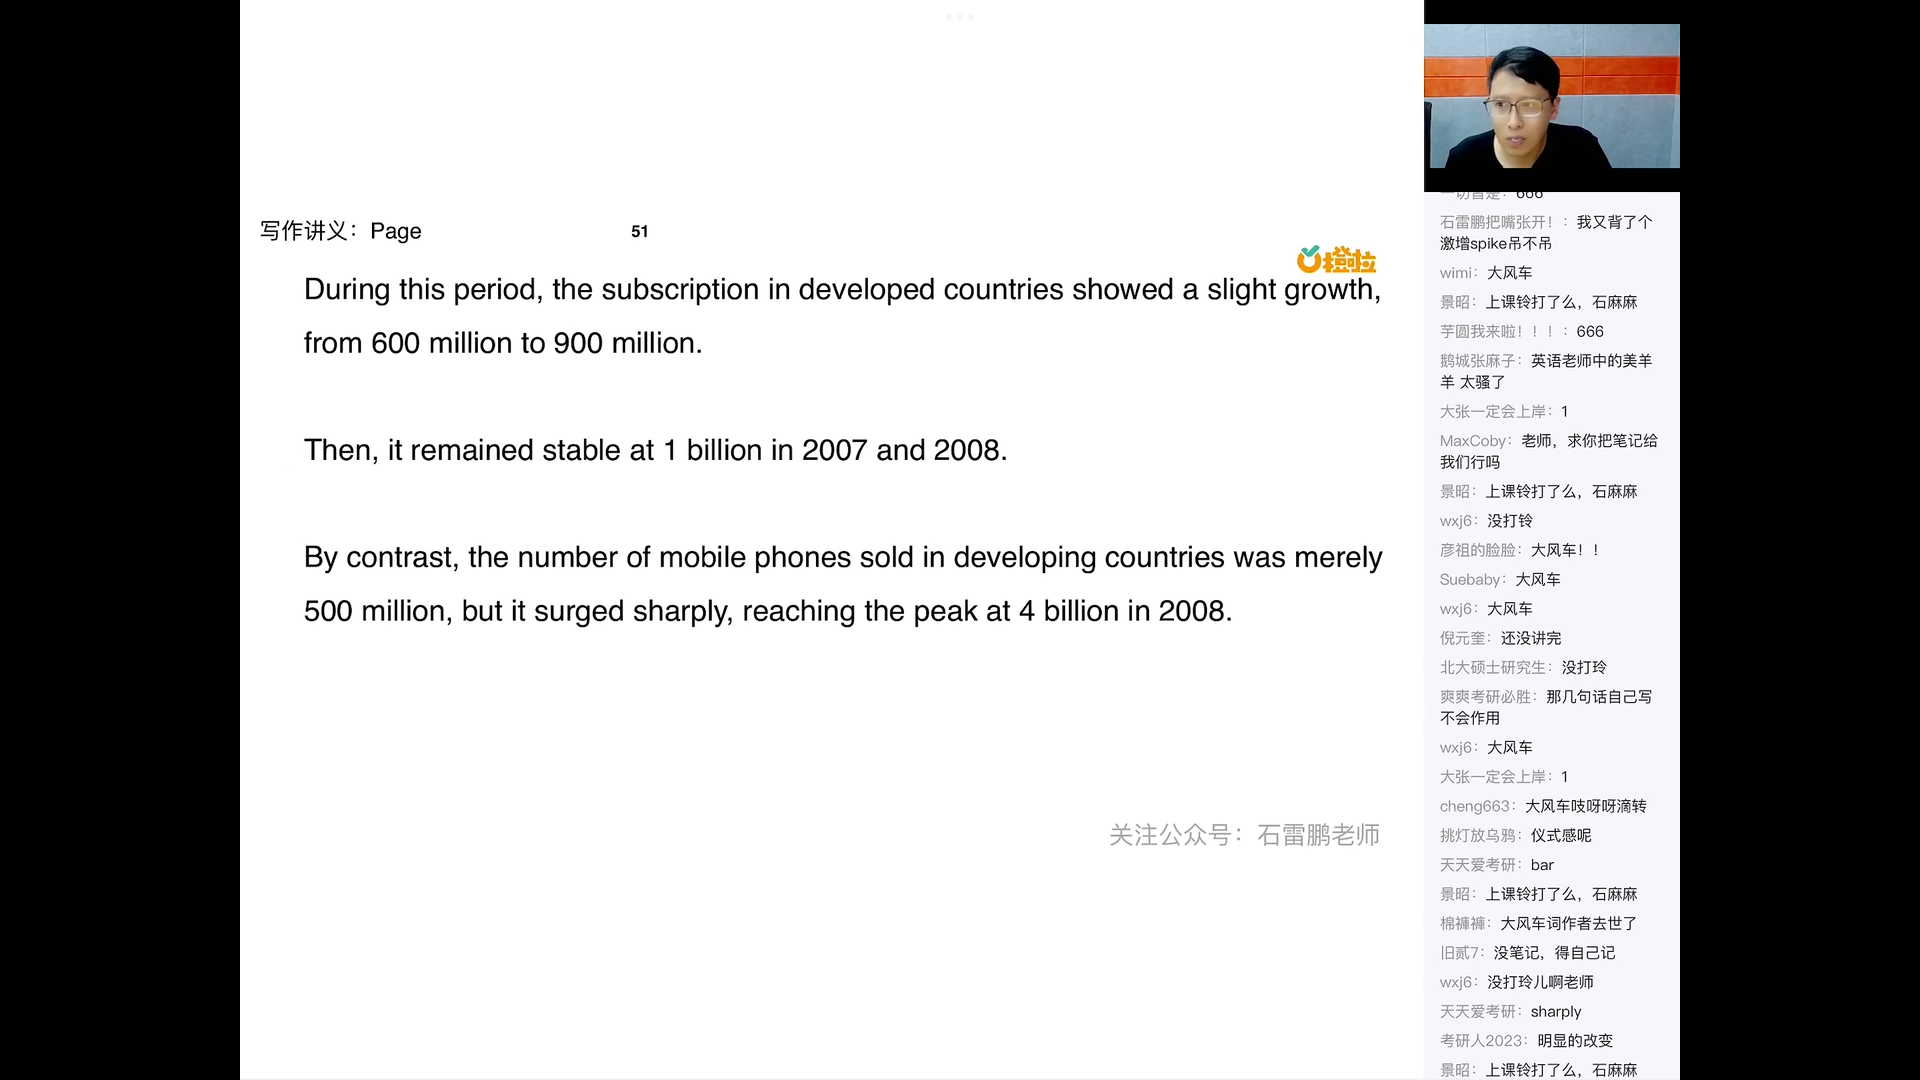 写作讲义：Page 51
橙啦
During this period, the subscription in developed countries showed a slight growth,
from 600 million to 900 million.
Then, it remained stable at 1 billion in 2007 and 2008.
By contrast, the number of mobile phones sold in developing countries was merely
500 million, but it surged sharply, reaching the peak at 4 billion in 2008.
关注公众号：石雷鹏老师
一切皆是：666
石雷鹏把嘴张开！：我又背了个
激增spike吊不吊
wimi：大风车
景昭：上课铃打了么，石麻麻
芋圆我来啦！！！：666
鹅城张麻子：英语老师中的美羊
羊 太骚了
大张一定会上岸：1
MaxCoby：老师，求你把笔记给
我们行吗
景昭：上课铃打了么，石麻麻
wxj6：没打铃
彦祖的脸脸：大风车！！
Suebaby：大风车
wxj6：大风车
倪元奎：还没讲完
北大硕士研究生：没打玲
爽爽考研必胜：那几句话自己写
不会作用
wxj6：大风车
大张一定会上岸：1
cheng663：大风车吱呀呀滴转
挑灯放乌鸦：仪式感呢
天天爱考研：bar
景昭：上课铃打了么，石麻麻
棉裤裤：大风车词作者去世了
旧贰7：没笔记，得自己记
wxj6：没打玲儿啊老师
天天爱考研：sharply
考研人2023：明显的改变
景昭：上课铃打了么，石麻麻